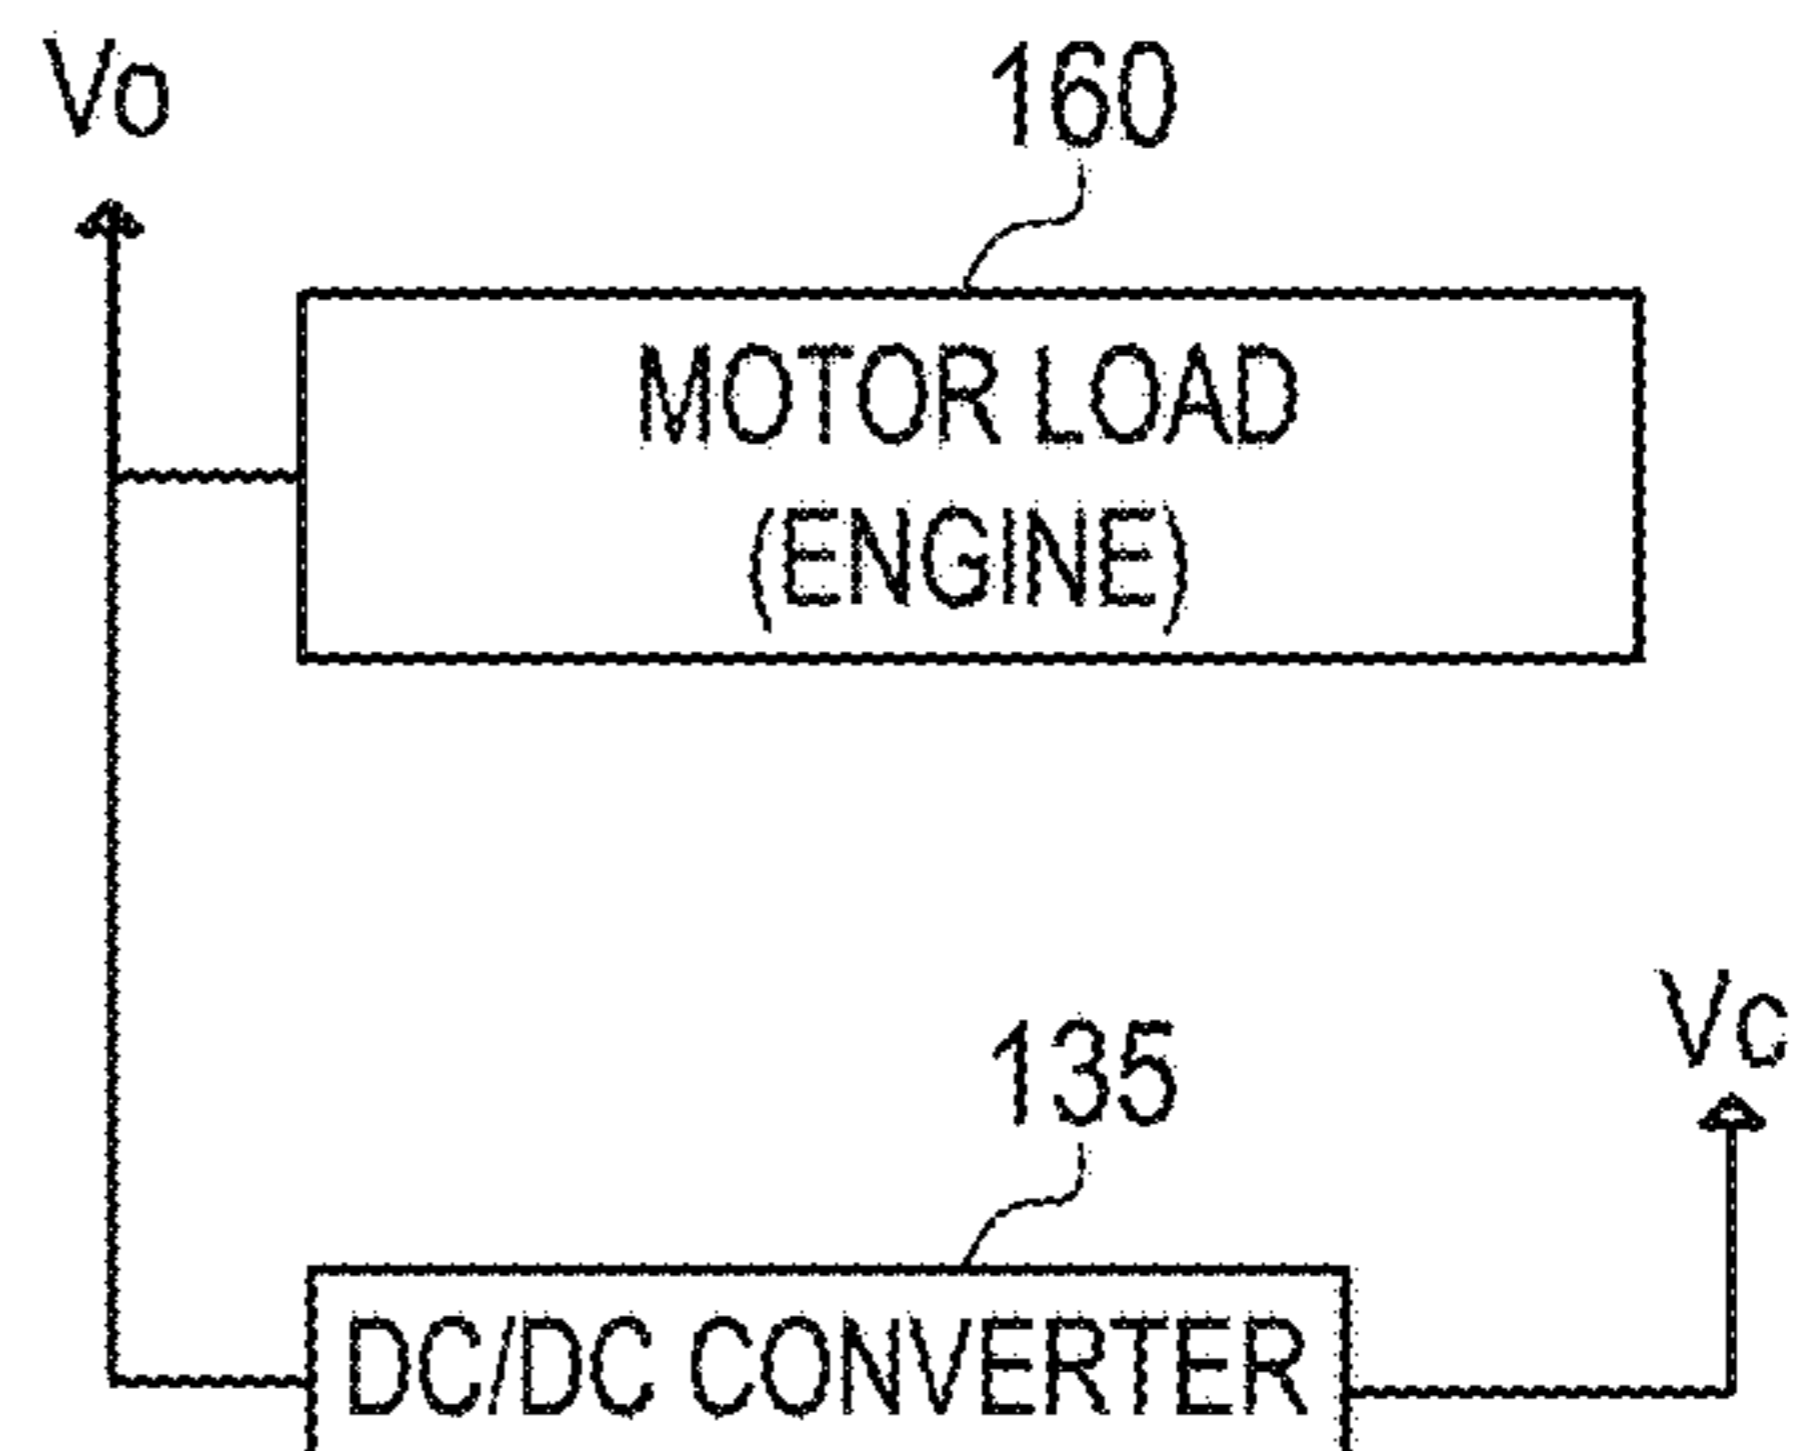 Vo
160
MOTOR LOAD
(ENGINE)
Vc
135
DC/DC CONVERTER